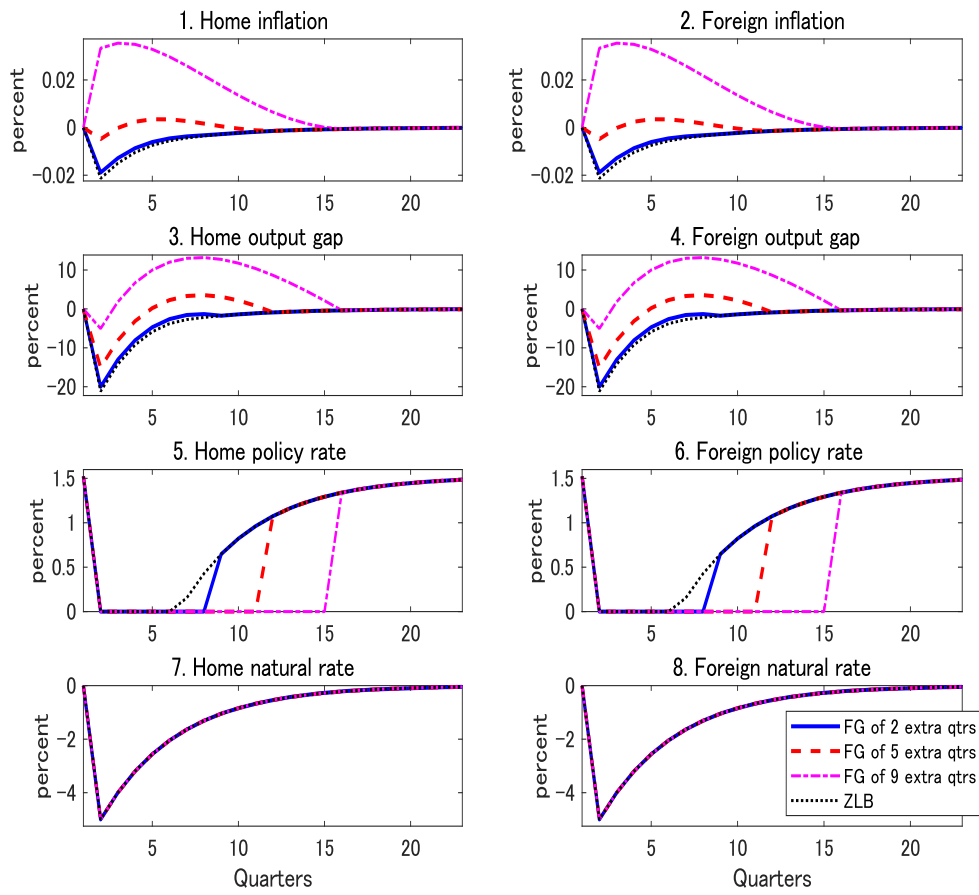 1. Home inflation
2. Foreign inflation
percent
0.02
0
-0.02
5 10 15 20
percent
0.02
0
-0.02
5 10 15 20
3. Home output gap
4. Foreign output gap
percent
10
0
-10
-20
5 10 15 20
percent
10
0
-10
-20
5 10 15 20
5. Home policy rate
6. Foreign policy rate
percent
1.5
1
0.5
0
5 10 15 20
percent
1.5
1
0.5
0
5 10 15 20
7. Home natural rate
8. Foreign natural rate
percent
0
-2
-4
5 10 15 20
Quarters
percent
0
-2
-4
5 10 15 20
Quarters
FG of 2 extra qtrs
FG of 5 extra qtrs
FG of 9 extra qtrs
ZLB